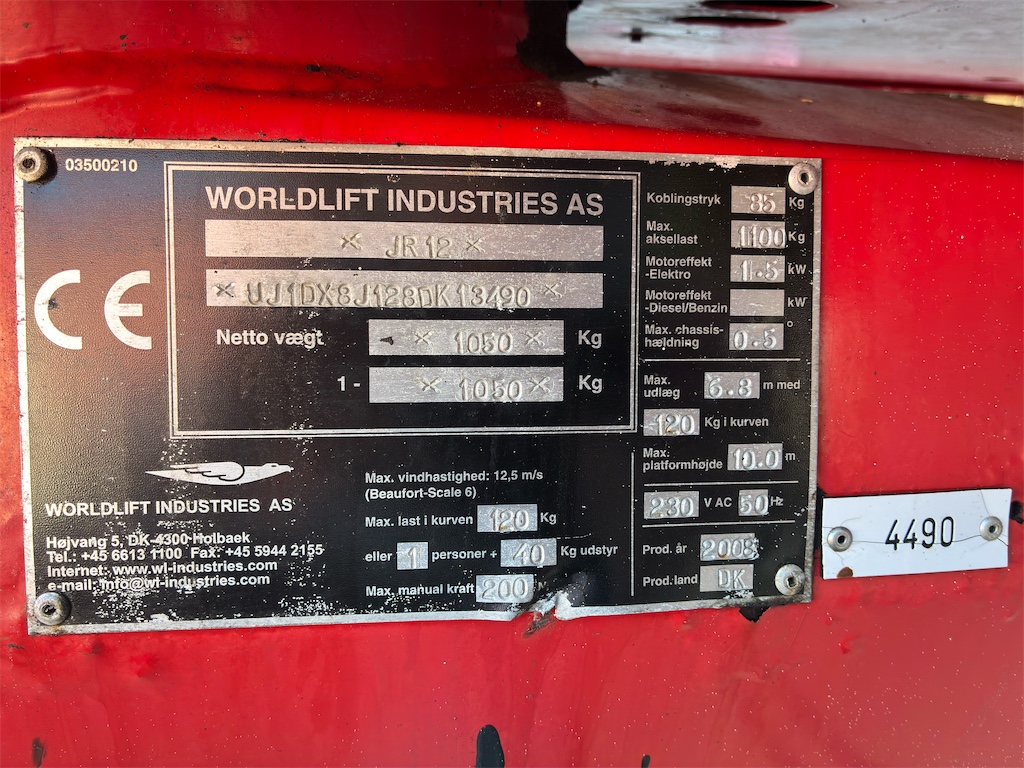 03500210
CE
WORLDLIFT INDUSTRIES AS
× JR12 ×
× UJ1DX8J128DK13490 ×
Netto vægt × 1050 × Kg
1- × 1050 × Kg
WORLDLIFT INDUSTRIES AS
Højvang 5, DK-4300 Holbaek
Tel.: +45 6613 1100 Fax: +45 5944 2155
Internet: www.wl-industries.com
e-mail: info@wl-industries.com
Max. vindhastighed: 12,5 m/s
(Beaufort-Scale 6)
Max. last i kurven 120 Kg
eller 1 personer + 40 Kg udstyr
Max. manual kraft 200
Koblingstryk 85 Kg
Max.
aksellast 1100 Kg
Motoreffekt
-Elektro 1.5 kW
Motoreffekt
-Diesel/Benzin kW
Max. chassis-
hældning 0.5 °
Max.
udlæg 6.8 m med
120 Kg i kurven
Max.
platformhøjde 10.0 m
230 V AC 50 Hz
Prod. år 2008
Prod. land DK
4490